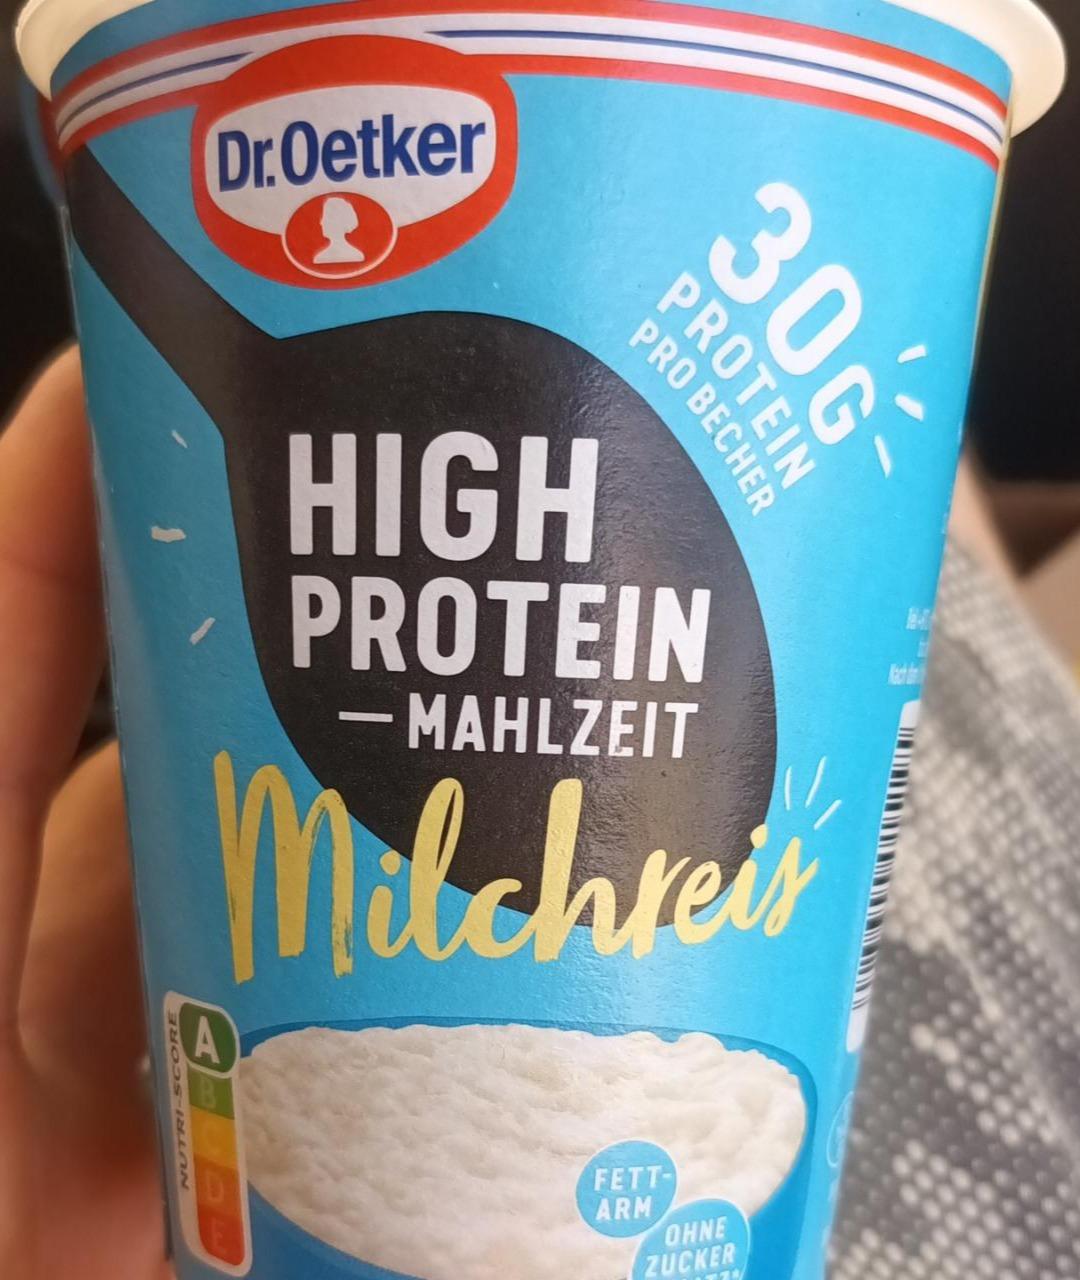 Dr.Oetker
30G
PROTEIN
PRO BECHER
HIGH
PROTEIN
— MAHLZEIT
Milchreis
NUTRI-SCORE
A
B
C
D
E
FETT-
ARM
OHNE
ZUCKER